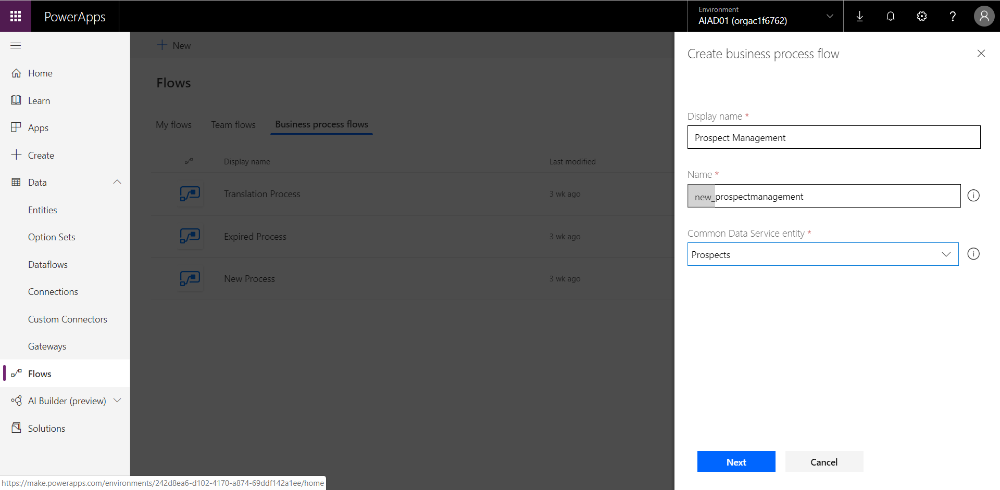 PowerApps
Environment
AIAD01 (orgac1f6762)
?
Home
Learn
Apps
Create
Data
Entities
Option Sets
Dataflows
Connections
Custom Connectors
Gateways
Flows
AI Builder (preview)
Solutions
New
Flows
My flows Team flows Business process flows
Display name Last modified
Translation Process 3 wk ago
Expired Process 3 wk ago
New Process 3 wk ago
Create business process flow
Display name *
Prospect Management
Name *
new_prospectmanagement
Common Data Service entity *
Prospects
Next Cancel
https://make.powerapps.com/environments/242d8ea6-d102-4170-a874-69ddf142a1ee/home